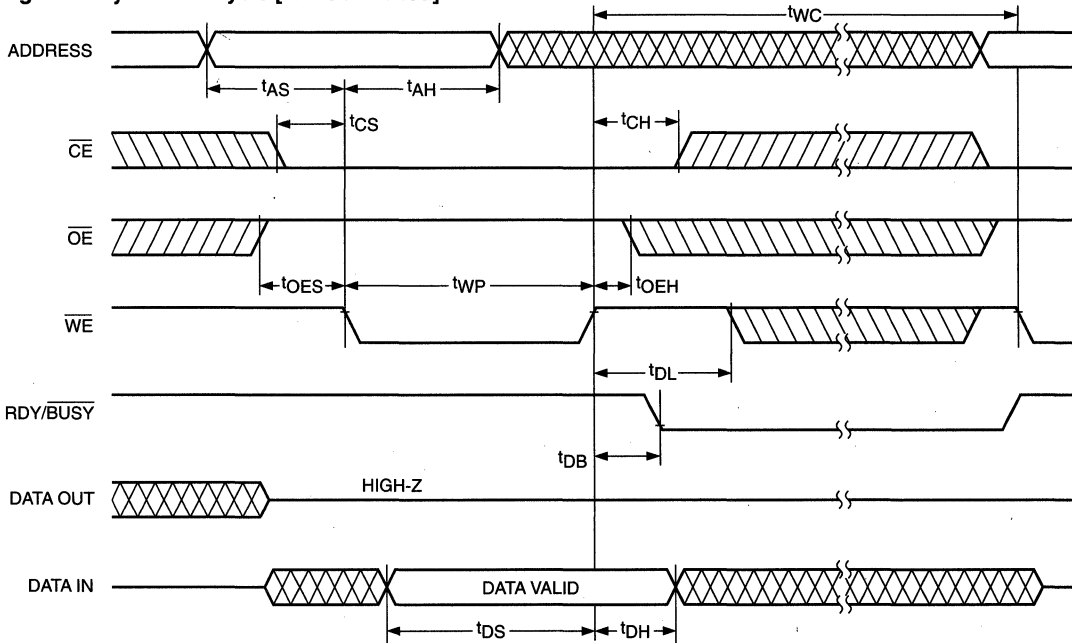 tWC
ADDRESS
tAS
tAH
tCS
tCH
CE
OE
tOES
tWP
tOEH
WE
tDL
RDY/BUSY
tDB
DATA OUT
HIGH-Z
DATA IN
DATA VALID
tDS
tDH